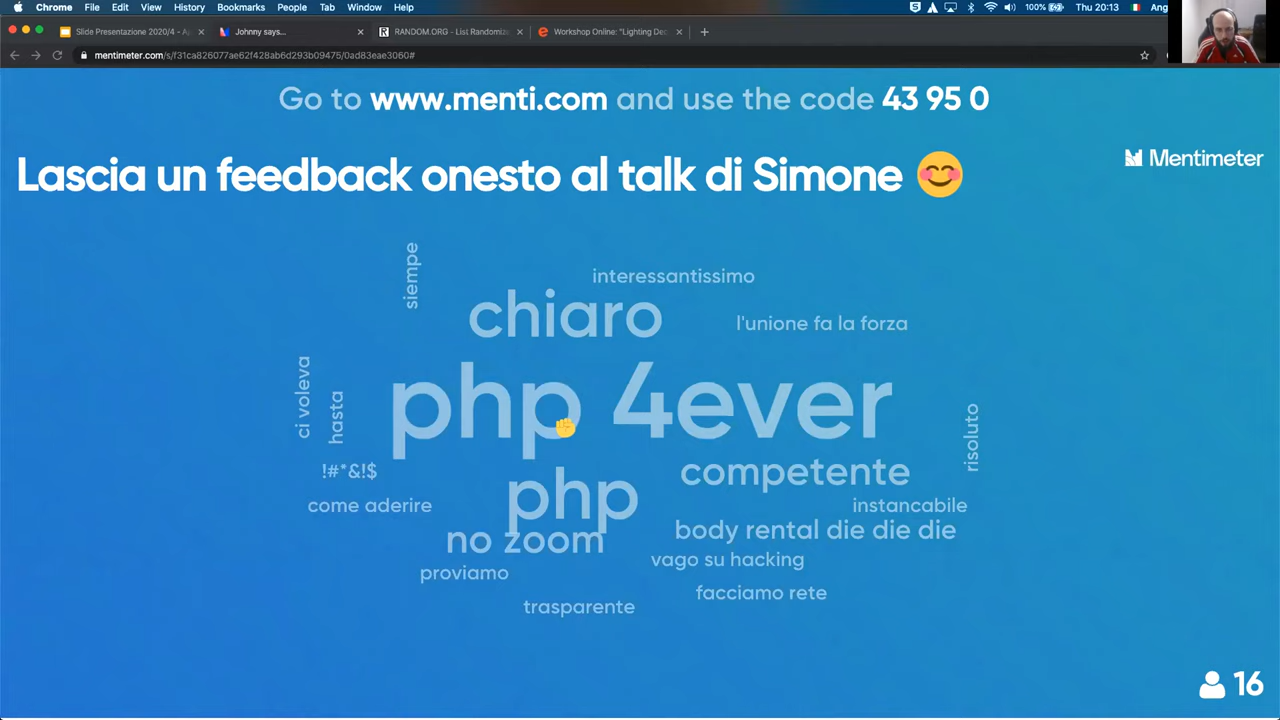 Chrome File Edit View History Bookmarks People Tab Window Help 100% Thu 20:13 Ang
Slide Presentazione 2020/4 - A Johnny says... RANDOM.ORG - List Randomize Workshop Online: "Lighting Dec
mentimeter.com/s/f31ca826077ae62f428ab6d293b09475/0ad83eae3060#
Go to www.menti.com and use the code 43 95 0
Mentimeter
Lascia un feedback onesto al talk di Simone 😊
siempe
interessantissimo
chiaro
l'unione fa la forza
ci voleva
hasta
php 4ever
risoluto
!#*&!$
competente
php
come aderire
instancabile
no zoom
body rental die die die
vago su hacking
proviamo
facciamo rete
trasparente
16